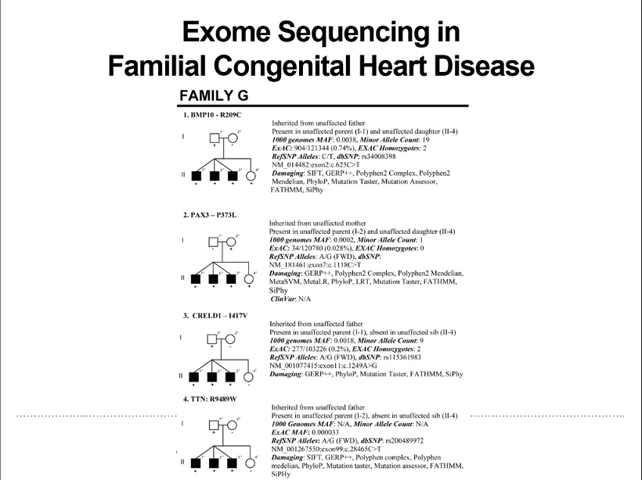 Exome Sequencing in
Familial Congenital Heart Disease
FAMILY G
1. BMP10 - R209C
I
II
Inherited from unaffected father
Present in unaffected parent (I-1) and unaffected daughter (II-4)
1000 genomes MAF: 0.0038, Minor Allele Count: 19
ExAC: 904/121344 (0.74%), EXAC Homozygotes: 2
RefSNP Alleles: C/T, dbSNP: rs34008398
NM_014482:exon2:c.625C>T
Damaging: SIFT, GERP++, Polyphen2 Complex, Polyphen2
Mendelian, PhyloP, Mutation Taster, Mutation Assessor,
FATHMM, SiPhy
2. PAX3 – P373L
I
II
Inherited from unaffected mother
Present in unaffected parent (I-2) and unaffected daughter (II-4)
1000 genomes MAF: 0.0002, Minor Allele Count: 1
ExAC: 34/120780 (0.028%), EXAC Homozygotes: 0
RefSNP Alleles: A/G (FWD), dbSNP:
NM_181461:exon7:c.1118C>T
Damaging: GERP++, Polyphen2 Complex, Polyphen2 Mendelian,
MetaSVM, MetaLR, PhyloP, LRT, Mutation Taster, FATHMM,
SiPhy
ClinVar: N/A
3. CRELD1 – I417V
I
II
Inherited from unaffected father
Present in unaffected parent (I-1), absent in unaffected sib (II-4)
1000 genomes MAF: 0.0018, Minor Allele Count: 9
ExAC: 277/103226 (0.2%), EXAC Homozygotes: 2
RefSNP Alleles: A/G (FWD), dbSNP: rs115361983
NM_001077415:exon11:c.1249A>G
Damaging: GERP++, PhyloP, Mutation Taster, FATHMM, SiPhy
4. TTN: R9489W
I
II
Inherited from unaffected father
Present in unaffected parent (I-2), absent in unaffected sib (II-4)
1000 Genomes MAF: N/A, Minor Allele Count: N/A
ExAC MAF: 0.000033
RefSNP Alleles: A/G (FWD), dbSNP: rs200489972
NM_001267550:exon99:c.28465C>T
Damaging: SIFT, GERP++, Polyphen complex, Polyphen
medelian, PhyloP, Mutation taster, Mutation assessor, FATHMM,
SiPHy